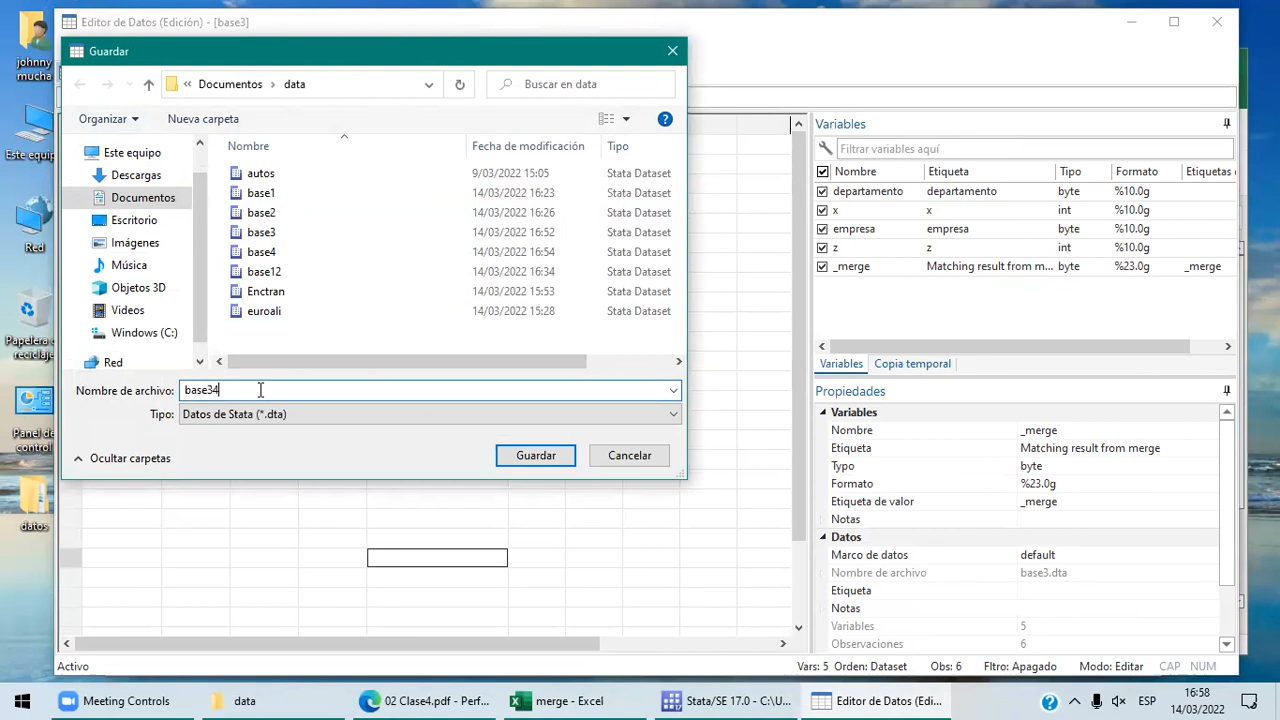 Editor de Datos (Edición) - [base3]
johnny
mucha
Este equipo
Red
Papelera de
reciclaje
Panel de
control
datos
Guardar
« Documentos > data
Buscar en data
Organizar
Nueva carpeta
Este equipo
Descargas
Documentos
Escritorio
Imágenes
Música
Objetos 3D
Videos
Windows (C:)
Red
Nombre Fecha de modificación Tipo
autos 9/03/2022 15:05 Stata Dataset
base1 14/03/2022 16:23 Stata Dataset
base2 14/03/2022 16:26 Stata Dataset
base3 14/03/2022 16:52 Stata Dataset
base4 14/03/2022 16:54 Stata Dataset
base12 14/03/2022 16:34 Stata Dataset
Enctran 14/03/2022 15:53 Stata Dataset
euroali 14/03/2022 15:28 Stata Dataset
Nombre de archivo: base34
Tipo: Datos de Stata (*.dta)
Ocultar carpetas
Guardar
Cancelar
Variables
Filtrar variables aquí
Nombre Etiqueta Tipo Formato Etiquetas
departamento departamento byte %10.0g
x x int %10.0g
empresa empresa byte %10.0g
z z int %10.0g
_merge Matching result from m... byte %23.0g _merge
Variables Copia temporal
Propiedades
Variables
Nombre _merge
Etiqueta Matching result from merge
Typo byte
Formato %23.0g
Etiqueta de valor _merge
Notas
Datos
Marco de datos default
Nombre de archivo base3.dta
Etiqueta
Notas
Variables 5
Observaciones 6
Activo
Vars: 5 Orden: Dataset Obs: 6 Fltro: Apagado Modo: Editar CAP NUM
Meeting Controls
data
02 Clase4.pdf - Perf...
merge - Excel
Stata/SE 17.0 - C:\U...
Editor de Datos (Edi...
ESP
16:58
14/03/2022